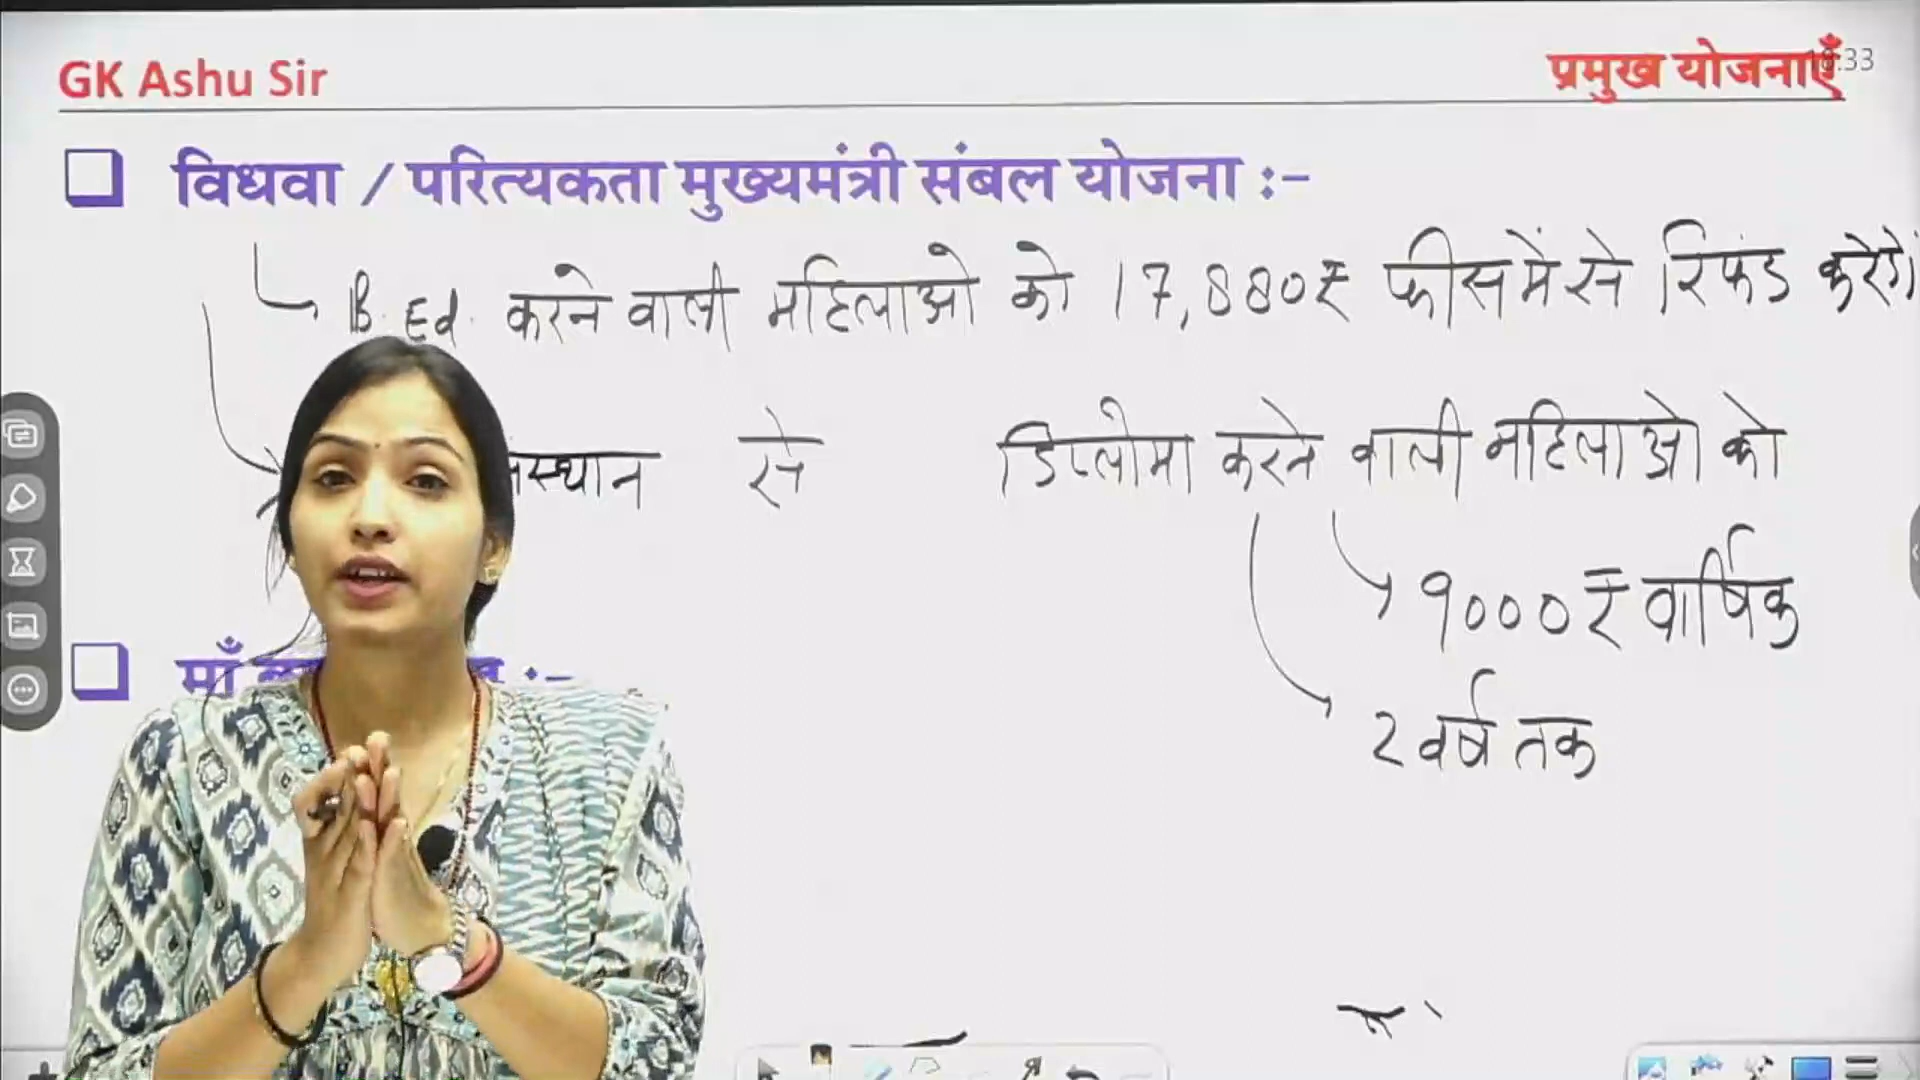 GK Ashu Sir
प्रमुख योजनाएँ
:33
विधवा / परित्यकता मुख्यमंत्री संबल योजना :-
B. Ed. करने वाली महिलाओ को 17,880₹ फीस में से रिफंड करेगें
से डिप्लोमा करने वाली महिलाओ को
9000₹ वार्षिक
2 वर्ष तक
माँ